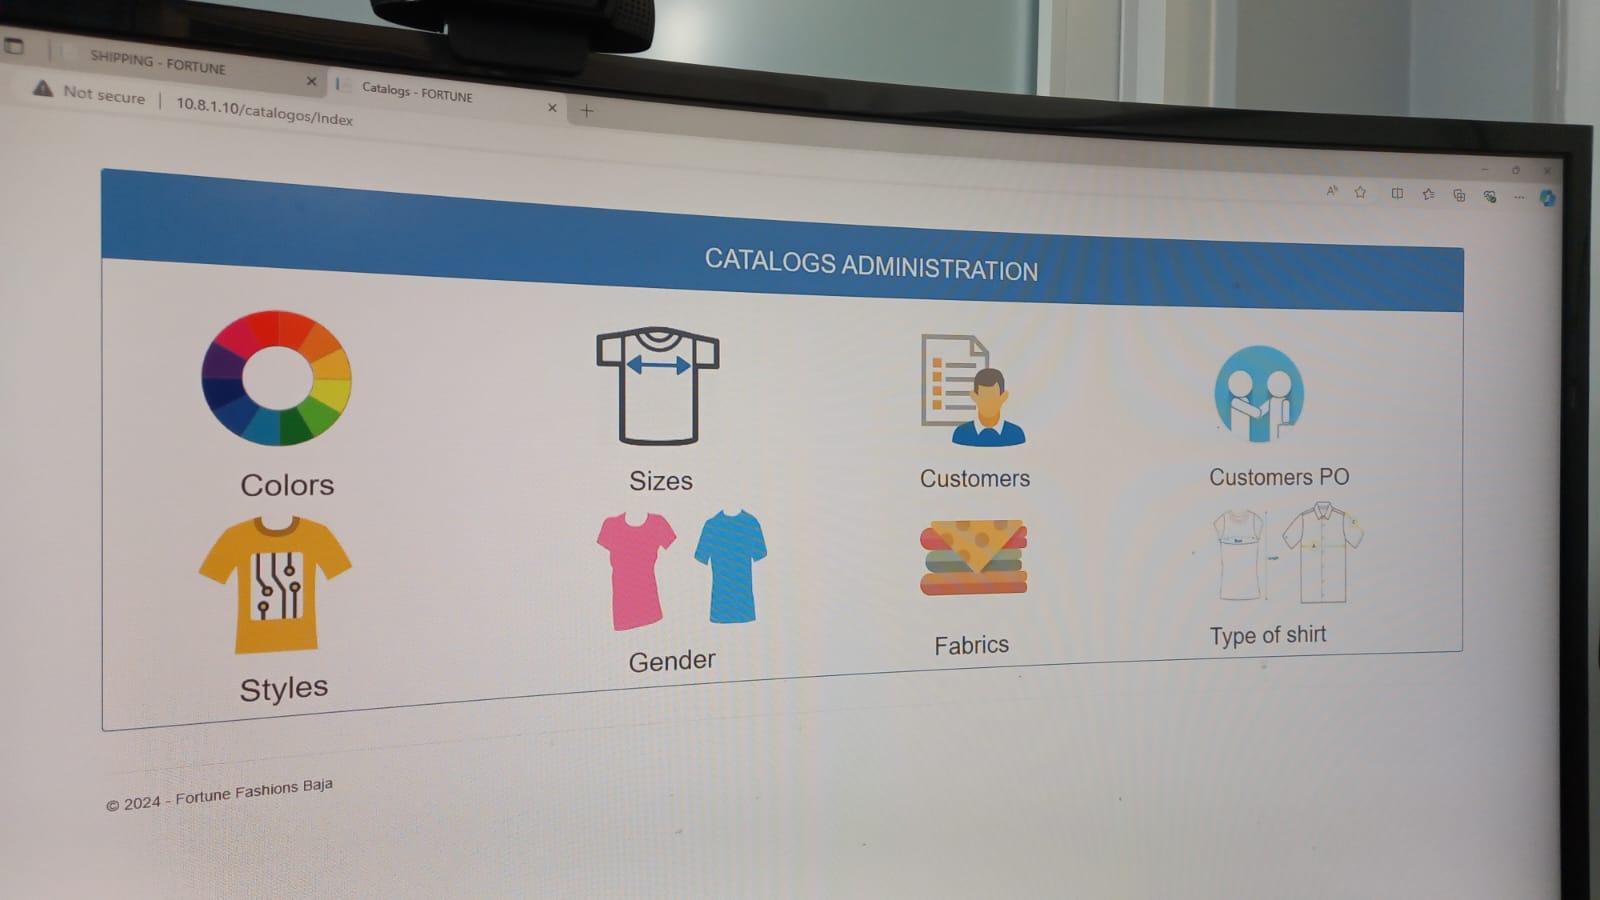 SHIPPING - FORTUNE
Catalogs - FORTUNE
Not secure | 10.8.1.10/catalogos/Index
CATALOGS ADMINISTRATION
Colors
Sizes
Customers
Customers PO
Styles
Gender
Fabrics
Type of shirt
© 2024 - Fortune Fashions Baja